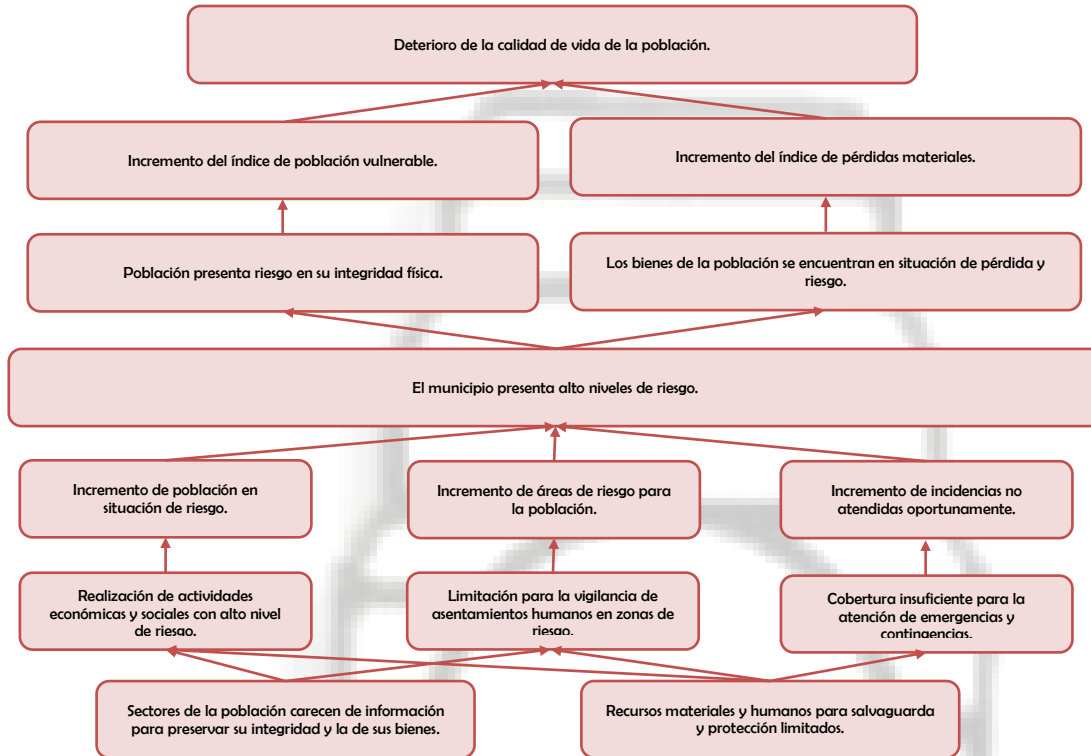 Deterioro de la calidad de vida de la población.
Incremento del índice de población vulnerable.
Incremento del índice de pérdidas materiales.
Población presenta riesgo en su integridad física.
Los bienes de la población se encuentran en situación de pérdida y
riesgo.
El municipio presenta alto niveles de riesgo.
Incremento de población en
situación de riesgo.
Incremento de áreas de riesgo para
la población.
Incremento de incidencias no
atendidas oportunamente.
Realización de actividades
económicas y sociales con alto nivel
de riesgo.
Limitación para la vigilancia de
asentamientos humanos en zonas de
riesgo.
Cobertura insuficiente para la
atención de emergencias y
contingencias.
Sectores de la población carecen de información
para preservar su integridad y la de sus bienes.
Recursos materiales y humanos para salvaguarda
y protección limitados.